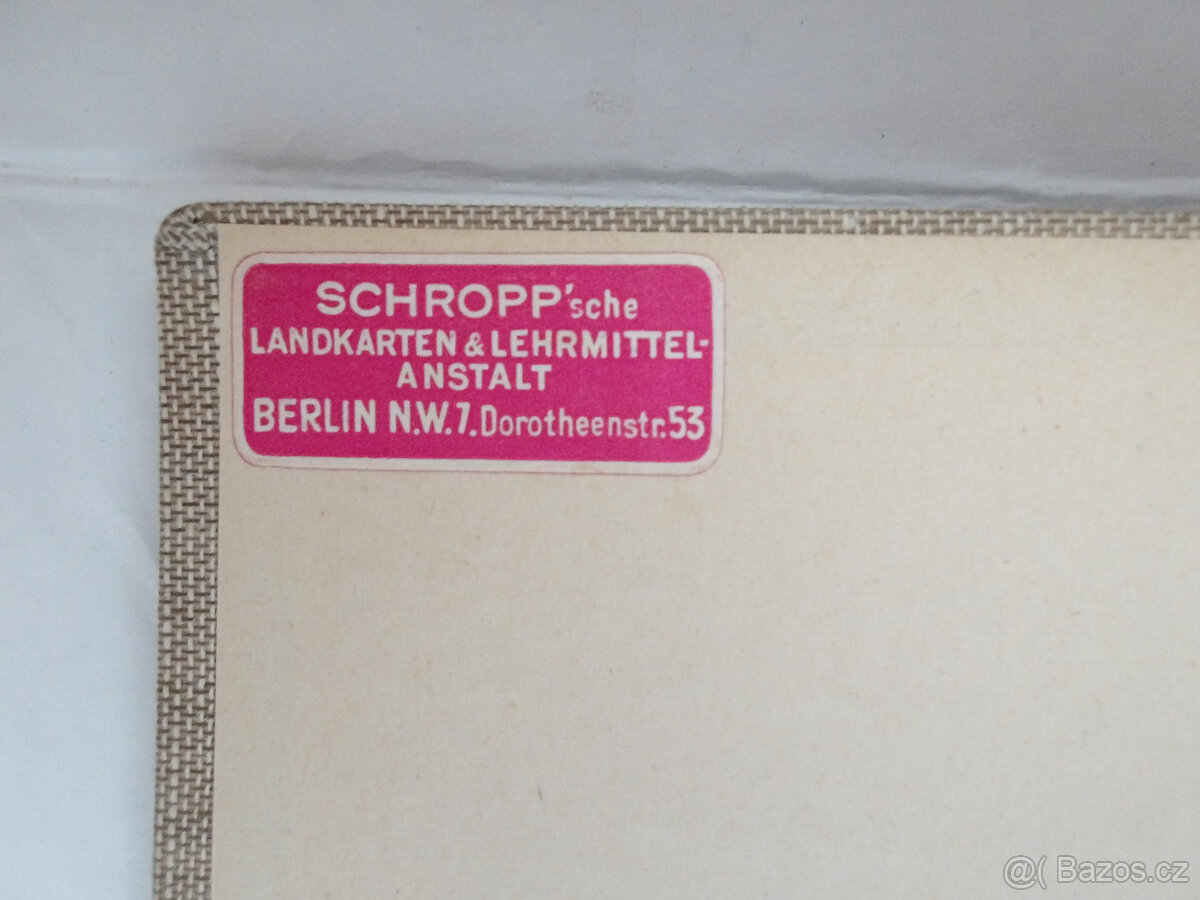 SCHROPP'sche
LANDKARTEN & LEHRMITTEL-
ANSTALT
BERLIN N.W.7. Dorotheenstr. 53
@( Bazos.cz